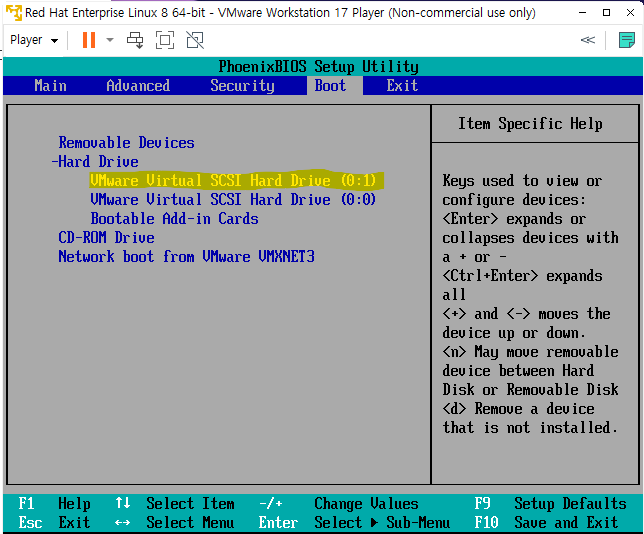 Red Hat Enterprise Linux 8 64-bit - VMware Workstation 17 Player (Non-commercial use only)
Player
PhoenixBIOS Setup Utility
Main Advanced Security Boot Exit
Removable Devices
-Hard Drive
VMware Virtual SCSI Hard Drive (0:1)
VMware Virtual SCSI Hard Drive (0:0)
Bootable Add-in Cards
CD-ROM Drive
Network boot from VMware VMXNET3
Item Specific Help
Keys used to view or
configure devices:
<Enter> expands or
collapses devices with
a + or -
<Ctrl+Enter> expands
all
<+> and <-> moves the
device up or down.
<n> May move removable
device between Hard
Disk or Removable Disk
<d> Remove a device
that is not installed.
F1 Help ↑↓ Select Item -/+ Change Values F9 Setup Defaults
Esc Exit ↔ Select Menu Enter Select ▶ Sub-Menu F10 Save and Exit